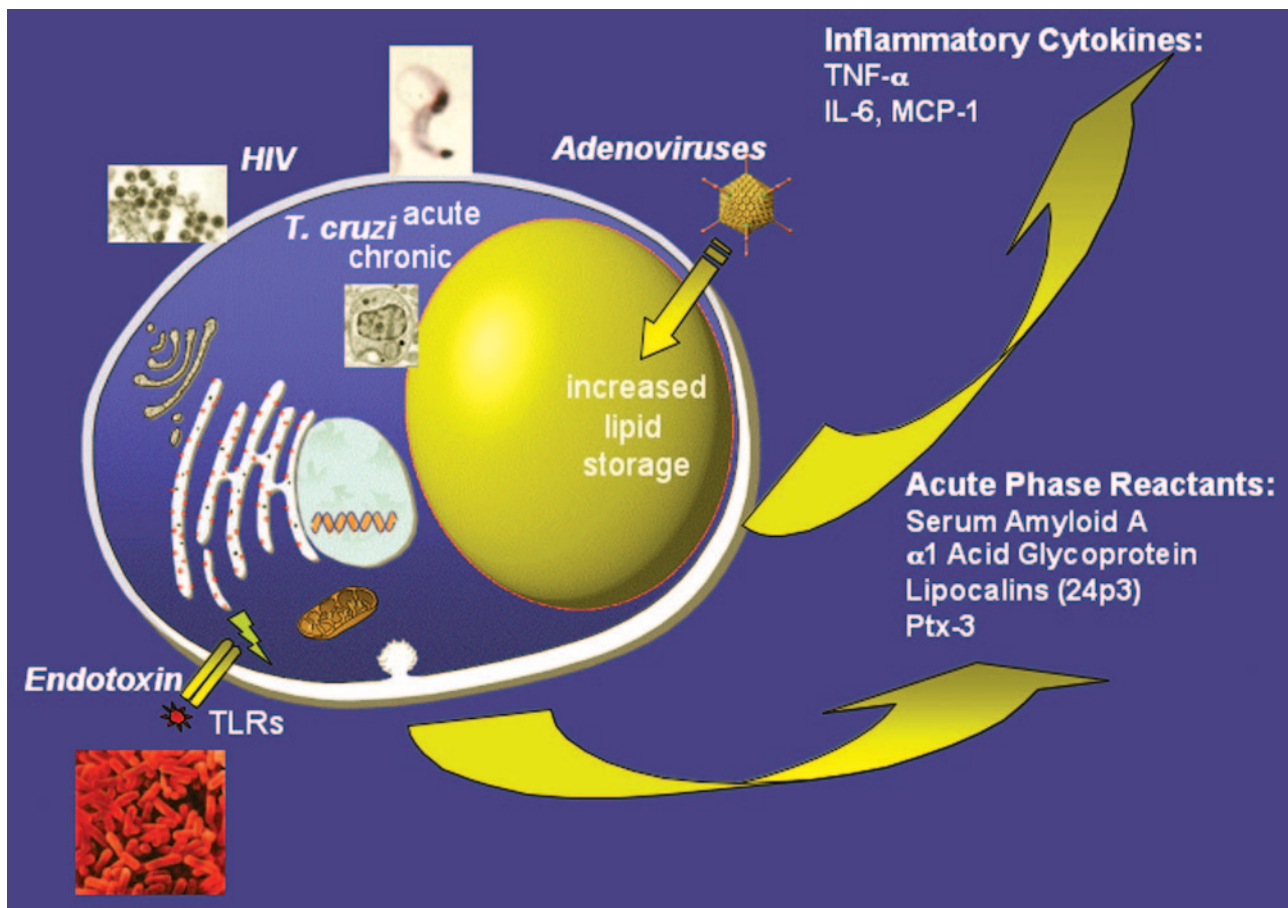 Inflammatory Cytokines:
TNF-α
IL-6, MCP-1
HIV
Adenoviruses
T. cruzi acute
chronic
increased
lipid
storage
Acute Phase Reactants:
Serum Amyloid A
α1 Acid Glycoprotein
Lipocalins (24p3)
Ptx-3
Endotoxin
TLRs